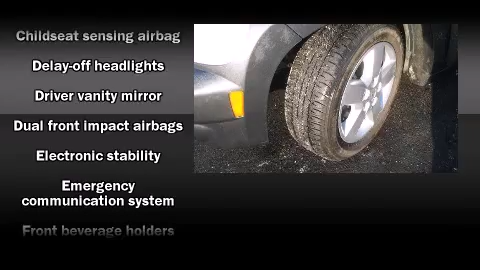 Childseat sensing airbag
Delay-off headlights
Driver vanity mirror
Dual front impact airbags
Electronic stability
Emergency
communication system
Front beverage holders